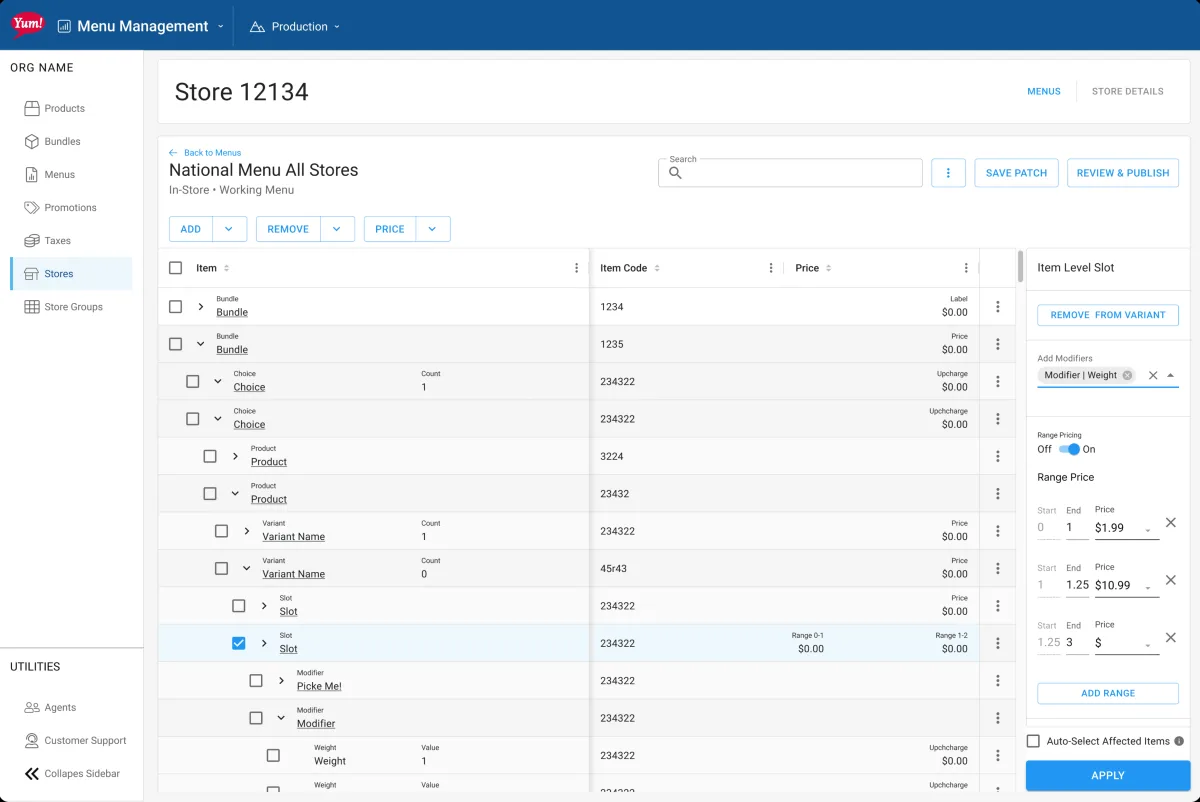 Yum!
Menu Management
Production
ORG NAME
Products
Bundles
Menus
Promotions
Taxes
Stores
Store Groups
UTILITIES
Agents
Customer Support
Collapes Sidebar
Store 12134
MENUS
STORE DETAILS
Back to Menus
National Menu All Stores
In-Store • Working Menu
Search
SAVE PATCH
REVIEW & PUBLISH
ADD
REMOVE
PRICE
Item
Item Code
Price
Bundle
Label
Bundle
1234
$0.00
Bundle
Price
Bundle
1235
$0.00
Choice
Count
Upcharge
Choice
1
234322
$0.00
Choice
Upchcharge
Choice
234322
$0.00
Product
Product
3224
Product
Product
23432
Variant
Count
Price
Variant Name
1
234322
$0.00
Variant
Count
Price
Variant Name
0
45r43
$0.00
Slot
Price
Slot
234322
$0.00
Slot
Range 0-1
Range 1-2
Slot
234322
$0.00
$0.00
Modifier
Picke Me!
234322
Modifier
Modifier
234322
Weight
Value
Upchcharge
Weight
1
234322
$0.00
Weight
Value
Upchcharge
Item Level Slot
REMOVE FROM VARIANT
Add Modifiers
Modifier | Weight
Range Pricing
Off
On
Range Price
Start
End
Price
0
1
$1.99
Start
End
Price
1
1.25
$10.99
Start
End
Price
1.25
3
$
ADD RANGE
Auto-Select Affected Items
APPLY